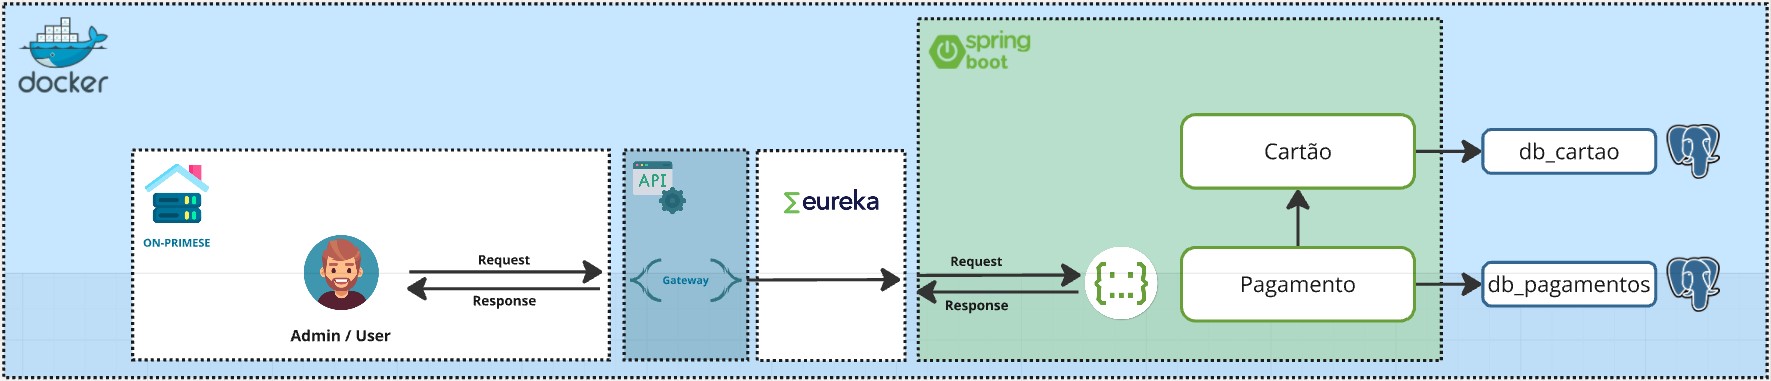 docker
ON-PRIMESE
Request
Response
Admin / User
API
Gateway
eureka
spring
boot
Request
Response
{...}
Cartão
Pagamento
db_cartao
db_pagamentos